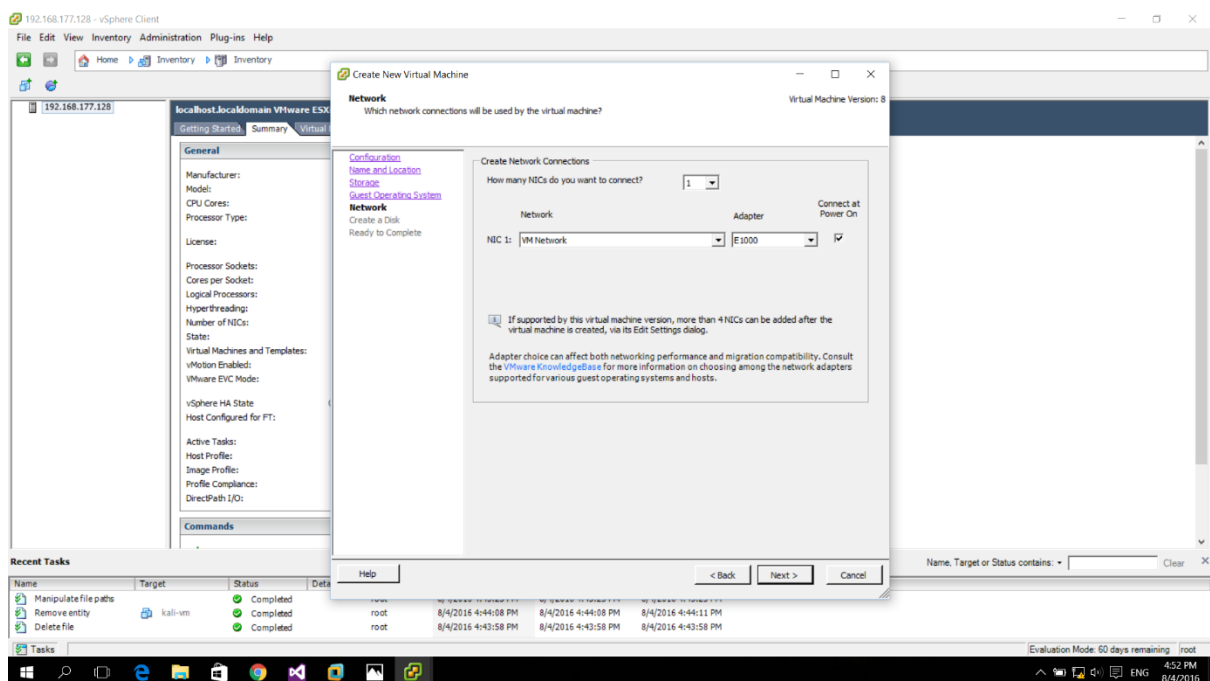 192.168.177.128 - vSphere Client
File Edit View Inventory Administration Plug-ins Help
Home Inventory Inventory
192.168.177.128
localhost.localdomain VMware ESX
Getting Started Summary Virtual
General
Manufacturer:
Model:
CPU Cores:
Processor Type:
License:
Processor Sockets:
Cores per Socket:
Logical Processors:
Hyperthreading:
Number of NICs:
State:
Virtual Machines and Templates:
vMotion Enabled:
VMware EVC Mode:
vSphere HA State
Host Configured for FT:
Active Tasks:
Host Profile:
Image Profile:
Profile Compliance:
DirectPath I/O:
Commands
Create New Virtual Machine
Network
Which network connections will be used by the virtual machine?
Virtual Machine Version: 8
Configuration
Name and Location
Storage
Guest Operating System
Network
Create a Disk
Ready to Complete
Create Network Connections
How many NICs do you want to connect? 1
Network Adapter Connect at Power On
NIC 1: VM Network E1000
If supported by this virtual machine version, more than 4 NICs can be added after the
virtual machine is created, via its Edit Settings dialog.
Adapter choice can affect both networking performance and migration compatibility. Consult
the VMware KnowledgeBase for more information on choosing among the network adapters
supported for various guest operating systems and hosts.
Help < Back Next > Cancel
Recent Tasks
Name, Target or Status contains: Clear
Name Target Status Deta
Manipulate file paths Completed root
Remove entity kali-vm Completed root 8/4/2016 4:44:08 PM 8/4/2016 4:44:08 PM 8/4/2016 4:44:11 PM
Delete file Completed root 8/4/2016 4:43:58 PM 8/4/2016 4:43:58 PM 8/4/2016 4:43:58 PM
Tasks
Evaluation Mode: 60 days remaining root
ENG
4:52 PM
8/4/2016